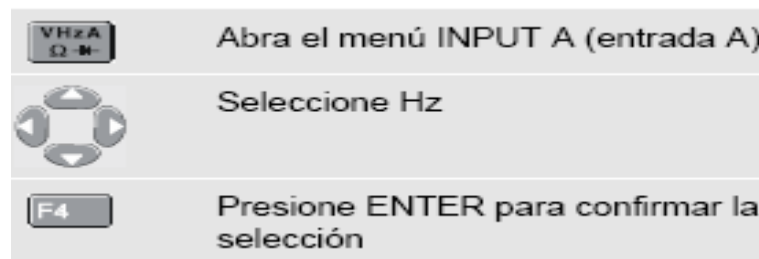 VHzA
Ω
Abra el menú INPUT A (entrada A)
Seleccione Hz
F4
Presione ENTER para confirmar la
selección